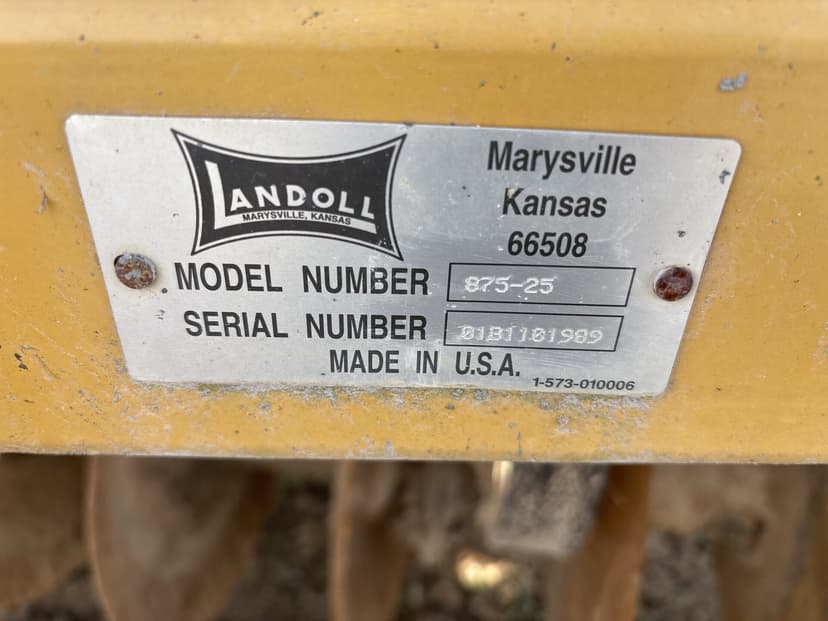 LANDOLL
MARYSVILLE, KANSAS
Marysville
Kansas
66508
MODEL NUMBER 875-25
SERIAL NUMBER 01B1101989
MADE IN U.S.A.
1-573-010006